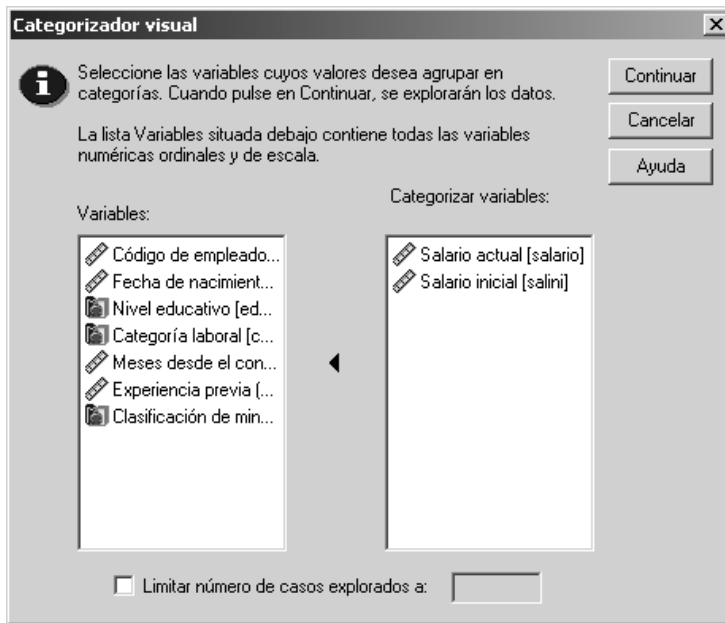 Categorizador visual
Seleccione las variables cuyos valores desea agrupar en
categorías. Cuando pulse en Continuar, se explorarán los datos.
La lista Variables situada debajo contiene todas las variables
numéricas ordinales y de escala.
Continuar
Cancelar
Ayuda
Variables:
Código de empleado...
Fecha de nacimient...
Nivel educativo [ed...
Categoría laboral [c...
Meses desde el con...
Experiencia previa (...
Clasificación de min...
Categorizar variables:
Salario actual [salario]
Salario inicial [salini]
Limitar número de casos explorados a: